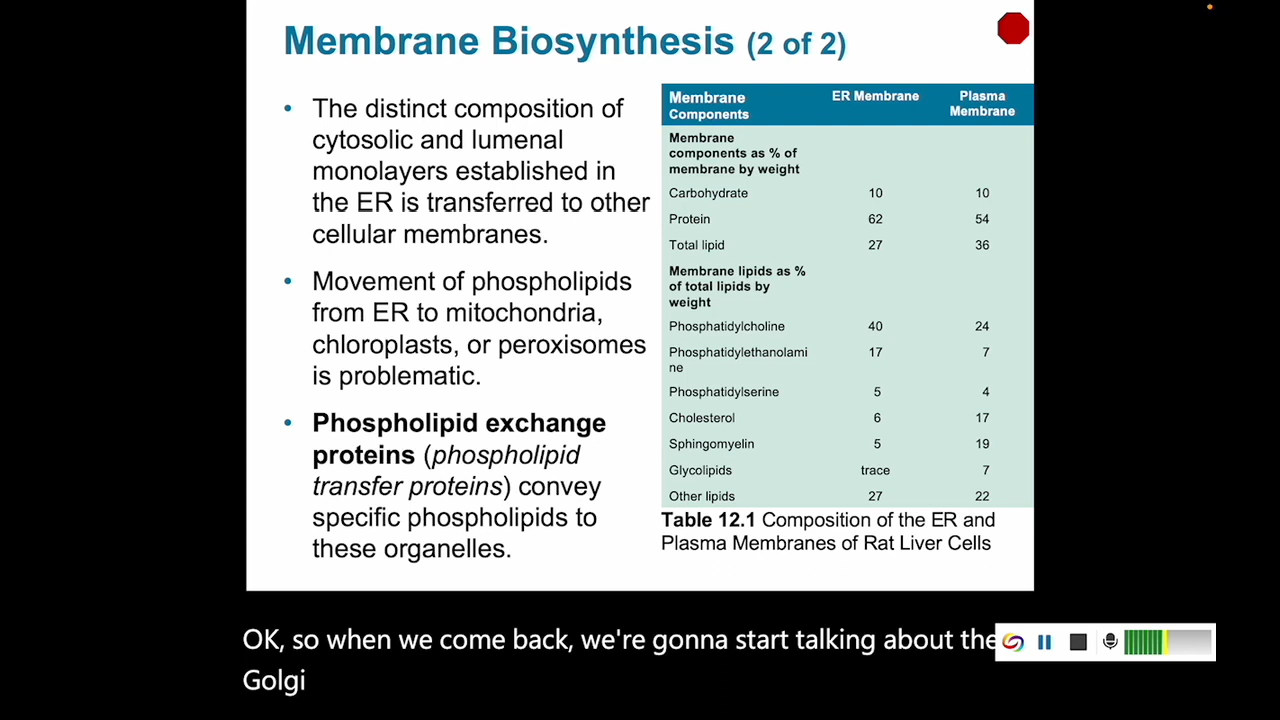 Membrane Biosynthesis (2 of 2)
• The distinct composition of
cytosolic and lumenal
monolayers established in
the ER is transferred to other
cellular membranes.
• Movement of phospholipids
from ER to mitochondria,
chloroplasts, or peroxisomes
is problematic.
• Phospholipid exchange
proteins (phospholipid
transfer proteins) convey
specific phospholipids to
these organelles.
Membrane
Components
ER Membrane
Plasma
Membrane
Membrane
components as % of
membrane by weight
Carbohydrate 10 10
Protein 62 54
Total lipid 27 36
Membrane lipids as %
of total lipids by
weight
Phosphatidylcholine 40 24
Phosphatidylethanolami 17 7
ne
Phosphatidylserine 5 4
Cholesterol 6 17
Sphingomyelin 5 19
Glycolipids trace 7
Other lipids 27 22
Table 12.1 Composition of the ER and
Plasma Membranes of Rat Liver Cells
OK, so when we come back, we're gonna start talking about the
Golgi